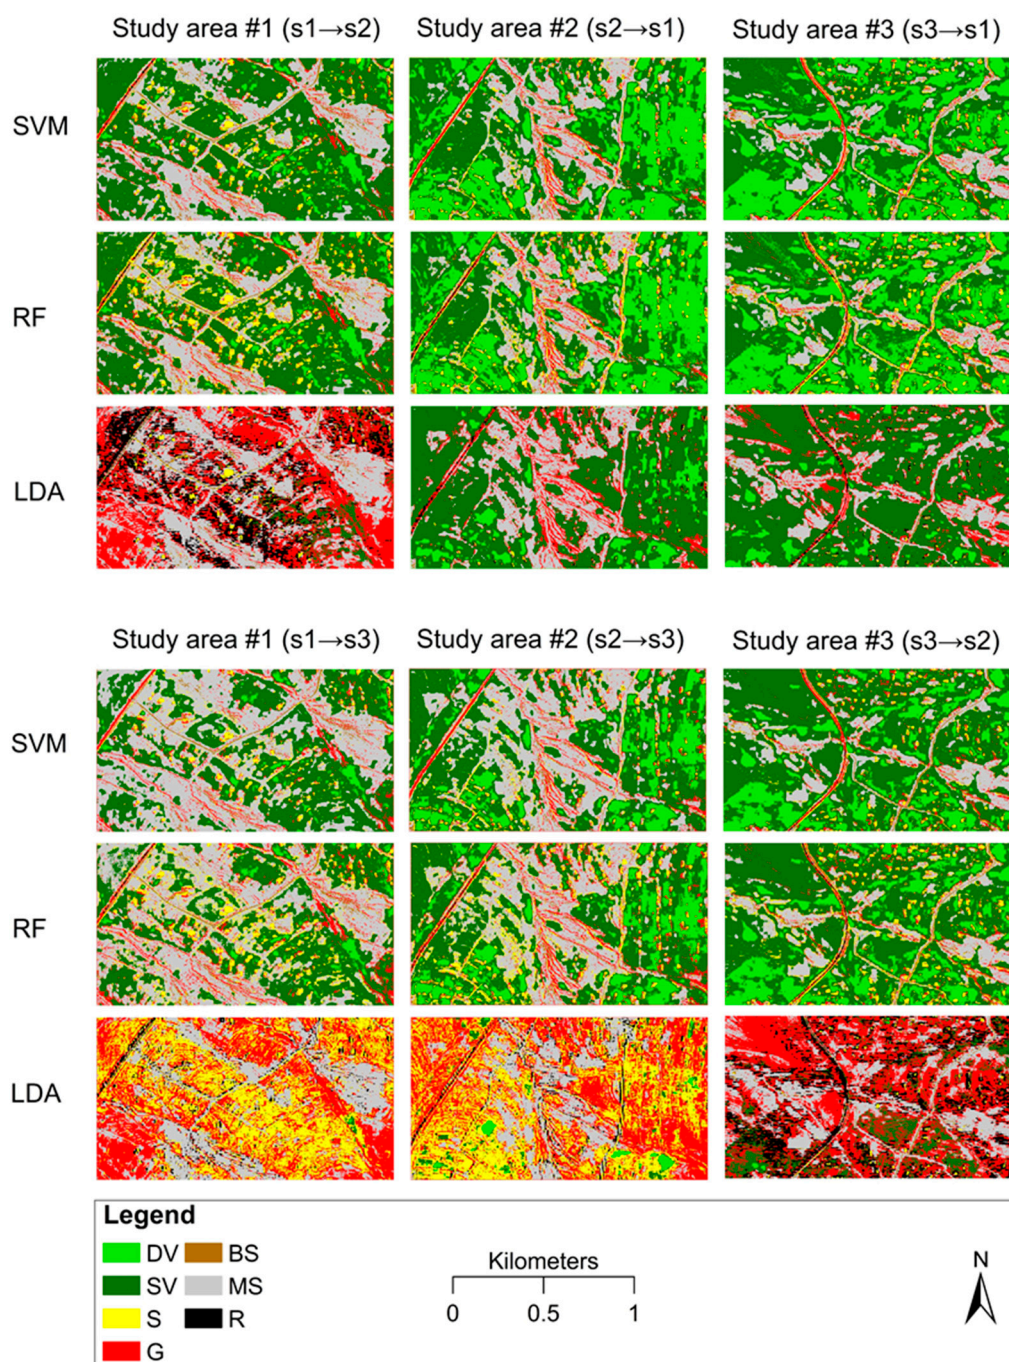 Study area #1 (s1→s2) Study area #2 (s2→s1) Study area #3 (s3→s1)
SVM
RF
LDA
Study area #1 (s1→s3) Study area #2 (s2→s3) Study area #3 (s3→s2)
SVM
RF
LDA
Legend
DV BS
SV MS
S R
G
Kilometers
0 0.5 1
N